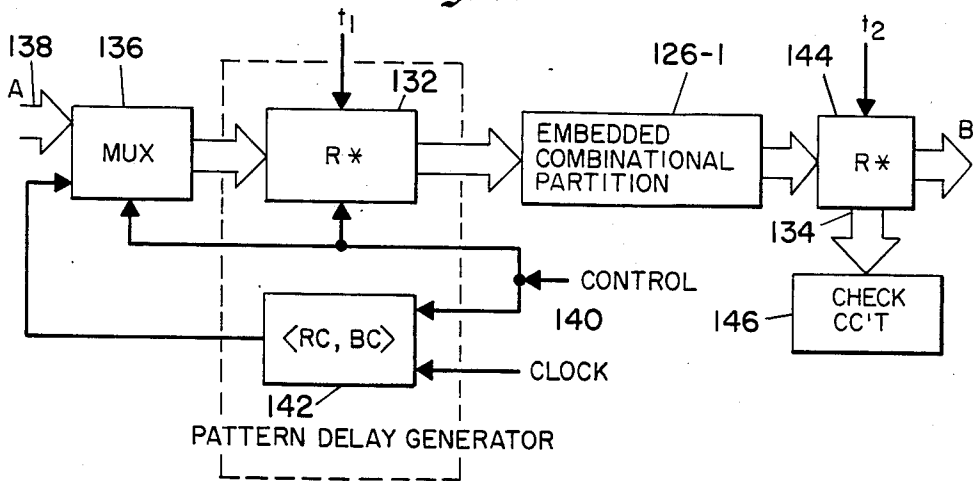 t1
t2
138
136
132
126-1
144
A
MUX
R*
EMBEDDED
COMBINATIONAL
PARTITION
R*
B
134
CONTROL
140
⟨RC, BC⟩
CLOCK
142
CHECK
CC'T
146
PATTERN DELAY GENERATOR